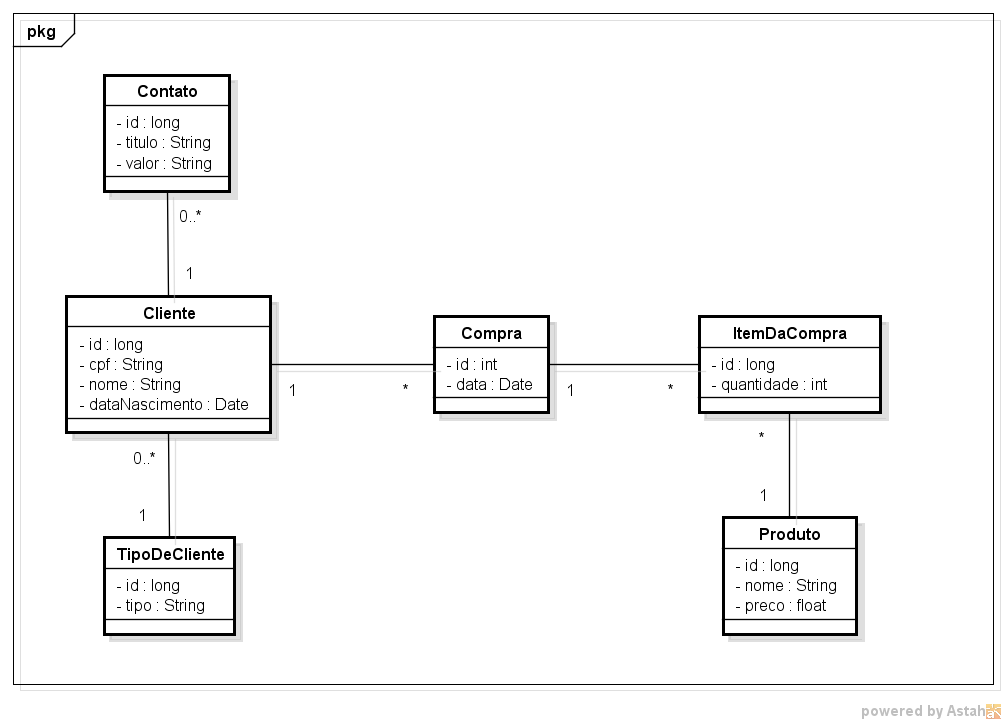 pkg
Contato
- id : long
- titulo : String
- valor : String
0..*
1
Cliente
- id : long
- cpf : String
- nome : String
- dataNascimento : Date
1
*
Compra
- id : int
- data : Date
1
*
ItemDaCompra
- id : long
- quantidade : int
0..*
1
TipoDeCliente
- id : long
- tipo : String
*
1
Produto
- id : long
- nome : String
- preco : float
powered by Astah